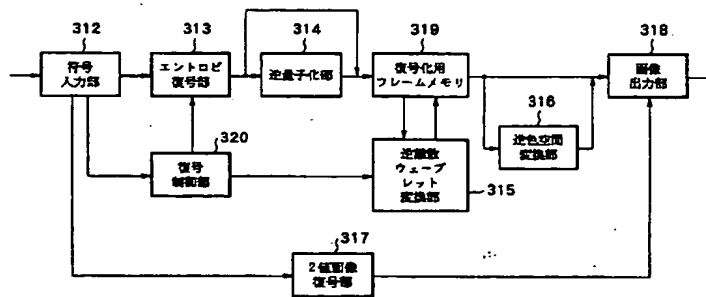 312
313
314
319
318
符号
入力部
エントロピ
復号部
逆量子化部
復号化用
フレームメモリ
画像
出力部
316
逆色空間
変換部
320
復号
制御部
逆離散
ウェーブ
レット
変換部
315
317
2値画像
復号部